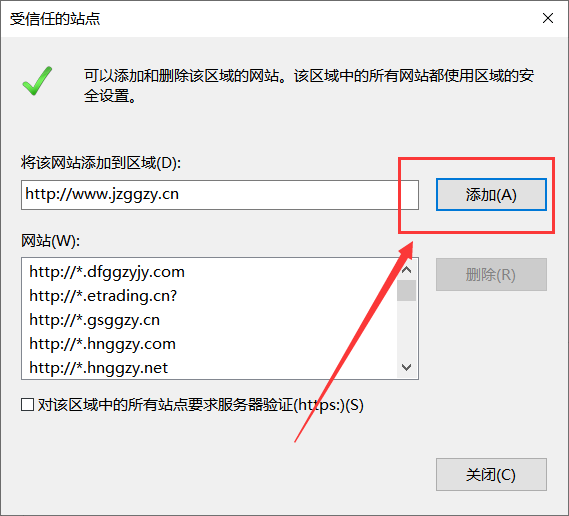 受信任的站点
可以添加和删除该区域的网站。该区域中的所有网站都使用区域的安
全设置。
将该网站添加到区域(D):
http://www.jzggzy.cn
添加(A)
网站(W):
http://*.dfggzyjy.com
http://*.etrading.cn?
http://*.gsggzy.cn
http://*.hnggzy.com
http://*.hnggzy.net
删除(R)
对该区域中的所有站点要求服务器验证(https:)(S)
关闭(C)